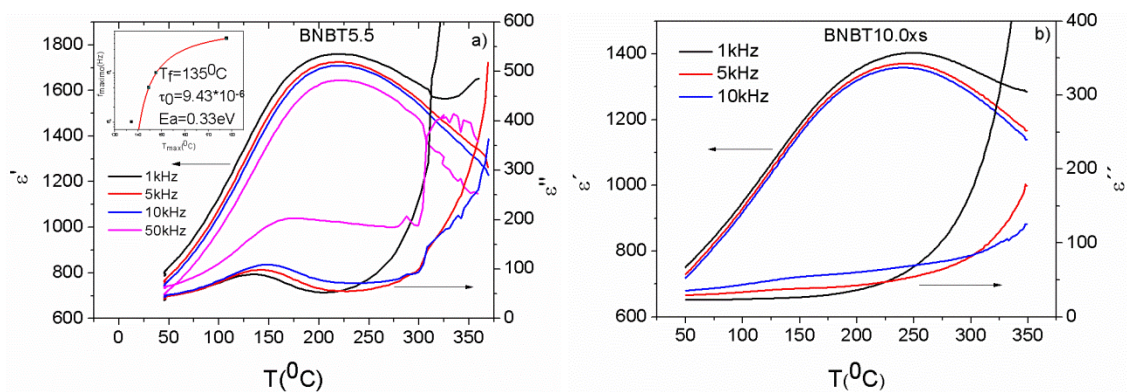 BNBT5.5
a)
T_f=135⁰C
τ0=9.43*10⁻⁶
Ea=0.33eV
T_max(⁰C)
1kHz
5kHz
10kHz
50kHz
1800
1600
1400
1200
1000
800
600
ε'
600
500
400
300
200
100
0
ε''
0
50
100
150
200
250
300
350
T(⁰C)
BNBT10.0xs
b)
1kHz
5kHz
10kHz
1400
1200
1000
800
600
ε´
400
300
200
100
0
ε´´
50
100
150
200
250
300
350
T(⁰C)